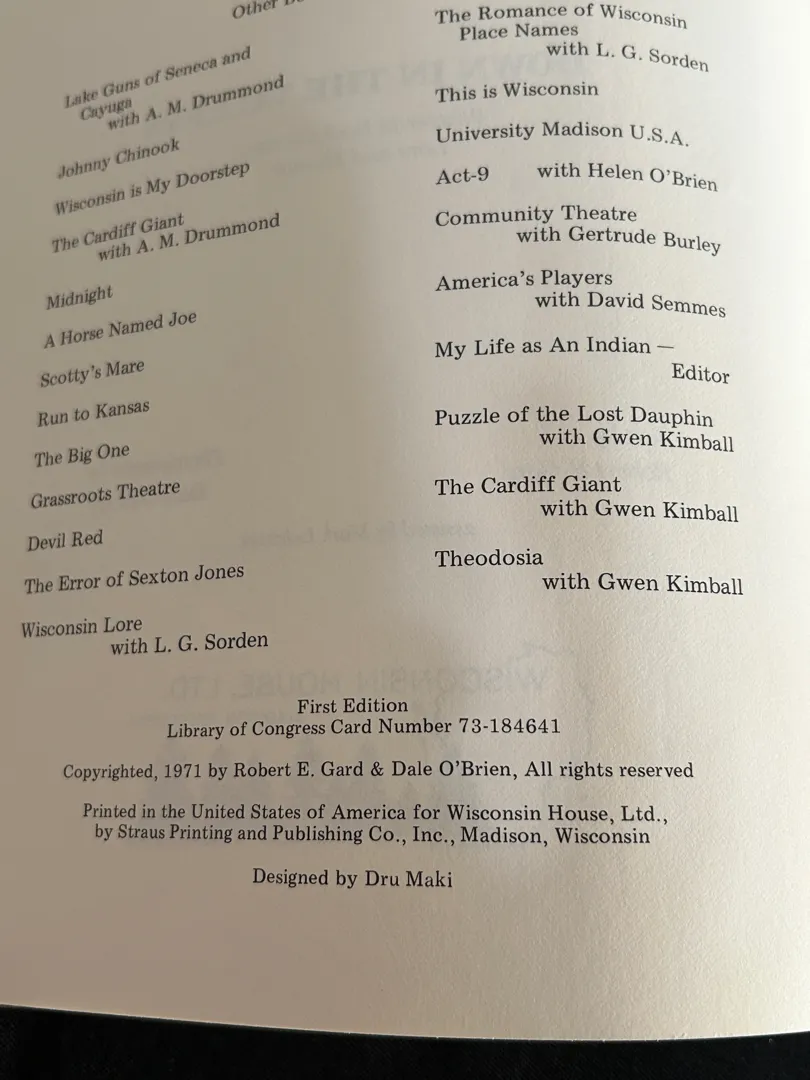 Other
Lake Guns of Seneca and
Cayuga
with A. M. Drummond
Johnny Chinook
Wisconsin is My Doorstep
The Cardiff Giant
with A. M. Drummond
Midnight
A Horse Named Joe
Scotty's Mare
Run to Kansas
The Big One
Grassroots Theatre
Devil Red
The Error of Sexton Jones
Wisconsin Lore
with L. G. Sorden
The Romance of Wisconsin
Place Names
with L. G. Sorden
This is Wisconsin
University Madison U.S.A.
Act-9 with Helen O'Brien
Community Theatre
with Gertrude Burley
America's Players
with David Semmes
My Life as An Indian —
Editor
Puzzle of the Lost Dauphin
with Gwen Kimball
The Cardiff Giant
with Gwen Kimball
Theodosia
with Gwen Kimball
First Edition
Library of Congress Card Number 73-184641
Copyrighted, 1971 by Robert E. Gard & Dale O'Brien, All rights reserved
Printed in the United States of America for Wisconsin House, Ltd.,
by Straus Printing and Publishing Co., Inc., Madison, Wisconsin
Designed by Dru Maki